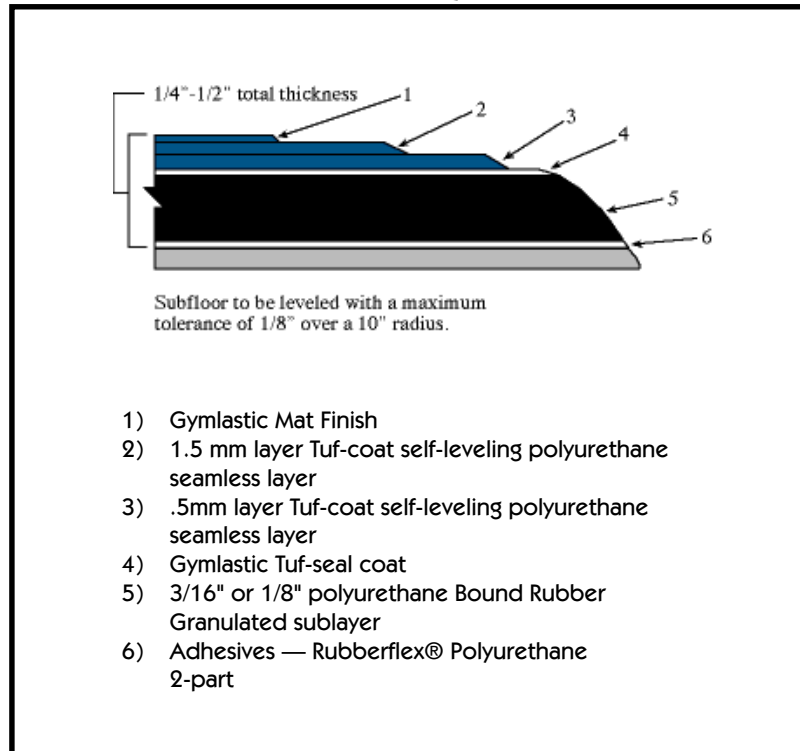 1/4"-1/2" total thickness
1
2
3
4
5
6
Subfloor to be leveled with a maximum
tolerance of 1/8" over a 10" radius.
1) Gymlastic Mat Finish
2) 1.5 mm layer Tuf-coat self-leveling polyurethane
seamless layer
3) .5mm layer Tuf-coat self-leveling polyurethane
seamless layer
4) Gymlastic Tuf-seal coat
5) 3/16" or 1/8" polyurethane Bound Rubber
Granulated sublayer
6) Adhesives — Rubberflex® Polyurethane
2-part